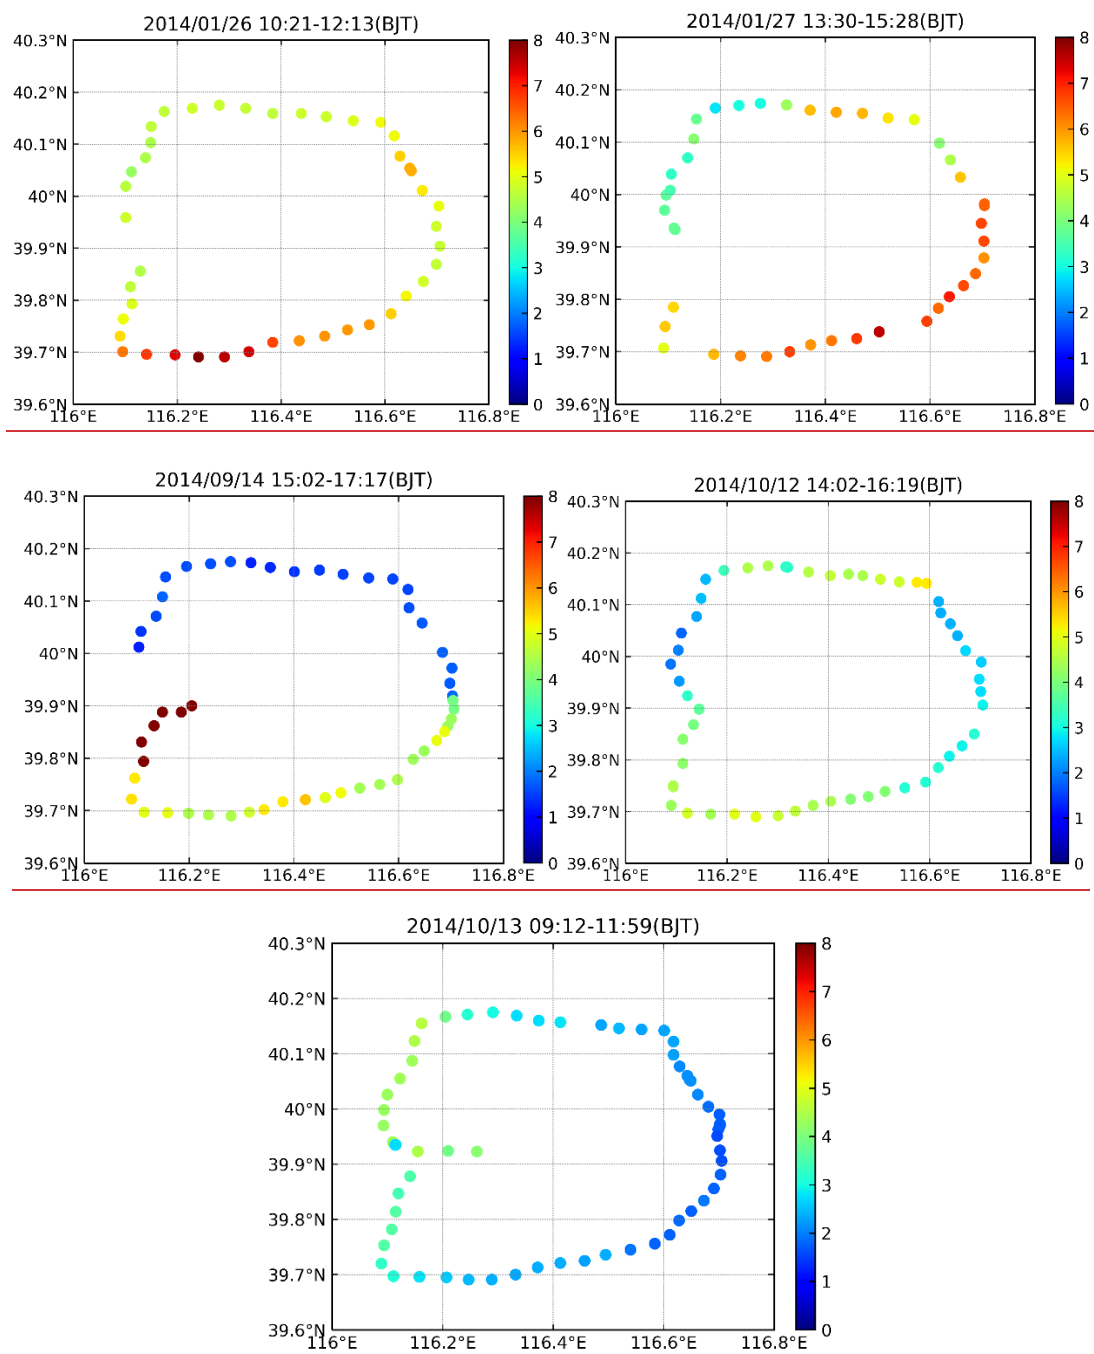 2014/01/26 10:21-12:13(BJT)
40.3°N
40.2°N
40.1°N
40°N
39.9°N
39.8°N
39.7°N
39.6°N
116°E 116.2°E 116.4°E 116.6°E 116.8°E
8
7
6
5
4
3
2
1
0
2014/01/27 13:30-15:28(BJT)
40.3°N
40.2°N
40.1°N
40°N
39.9°N
39.8°N
39.7°N
39.6°N
116°E 116.2°E 116.4°E 116.6°E 116.8°E
8
7
6
5
4
3
2
1
0
2014/09/14 15:02-17:17(BJT)
40.3°N
40.2°N
40.1°N
40°N
39.9°N
39.8°N
39.7°N
39.6°N
116°E 116.2°E 116.4°E 116.6°E 116.8°E
8
7
6
5
4
3
2
1
0
2014/10/12 14:02-16:19(BJT)
40.3°N
40.2°N
40.1°N
40°N
39.9°N
39.8°N
39.7°N
39.6°N
116°E 116.2°E 116.4°E 116.6°E 116.8°E
8
7
6
5
4
3
2
1
0
2014/10/13 09:12-11:59(BJT)
40.3°N
40.2°N
40.1°N
40°N
39.9°N
39.8°N
39.7°N
39.6°N
116°E 116.2°E 116.4°E 116.6°E 116.8°E
8
7
6
5
4
3
2
1
0